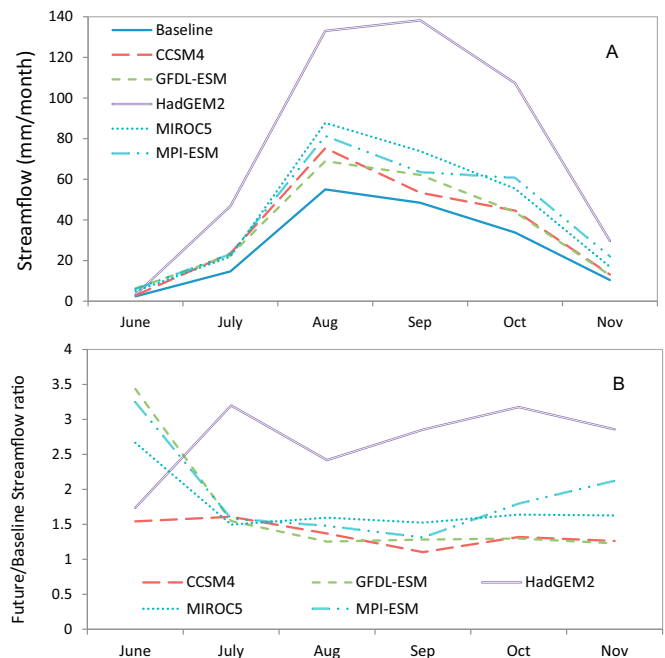 140
120
100
80
60
40
20
0
Streamflow (mm/month)
Baseline
CCSM4
GFDL-ESM
HadGEM2
MIROC5
MPI-ESM
A
June July Aug Sep Oct Nov
4
3.5
3
2.5
2
1.5
1
0.5
0
Future/Baseline Streamflow ratio
B
CCSM4 GFDL-ESM HadGEM2
MIROC5 MPI-ESM
June July Aug Sep Oct Nov